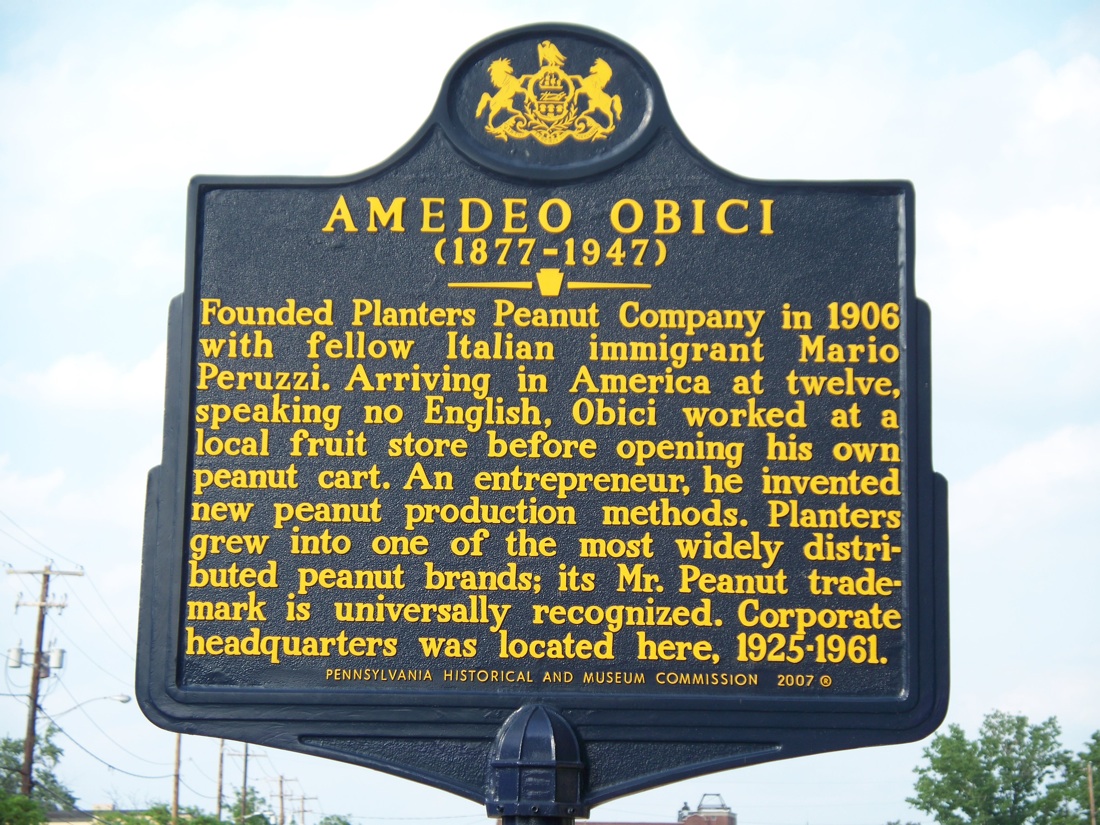 AMEDEO OBICI
(1877-1947)
Founded Planters Peanut Company in 1906
with fellow Italian immigrant Mario
Peruzzi. Arriving in America at twelve,
speaking no English, Obici worked at a
local fruit store before opening his own
peanut cart. An entrepreneur, he invented
new peanut production methods. Planters
grew into one of the most widely distri-
buted peanut brands; its Mr. Peanut trade-
mark is universally recognized. Corporate
headquarters was located here, 1925-1961.
PENNSYLVANIA HISTORICAL AND MUSEUM COMMISSION 2007 ®